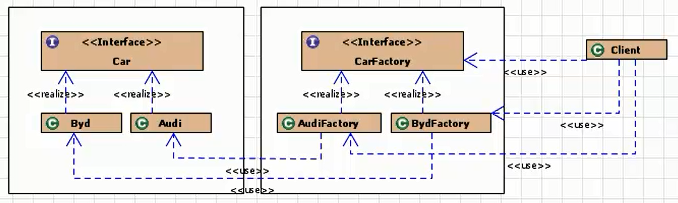 I <<Interface>>
Car
I <<Interface>>
CarFactory
C Client
<<use>>
<<realize>>
<<realize>>
<<realize>>
<<realize>>
C Byd
C Audi
C AudiFactory
C BydFactory
<<use>>
<<use>>
<<use>>
<<use>>